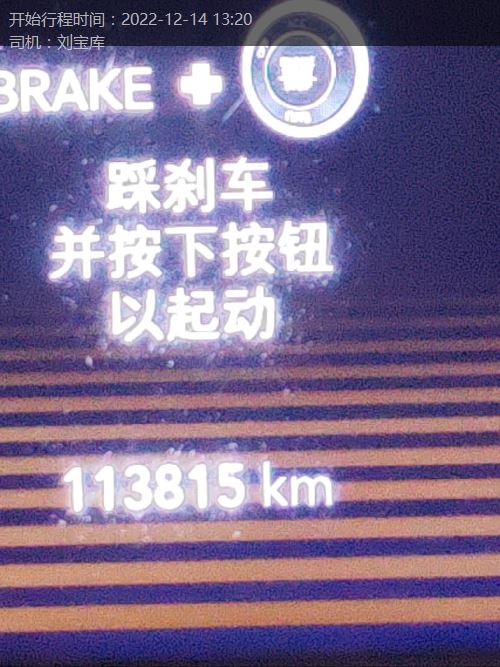 开始行程时间：2022-12-14 13:20
司机：刘宝库
BRAKE +
踩刹车
并按下按钮
以起动
113815 km